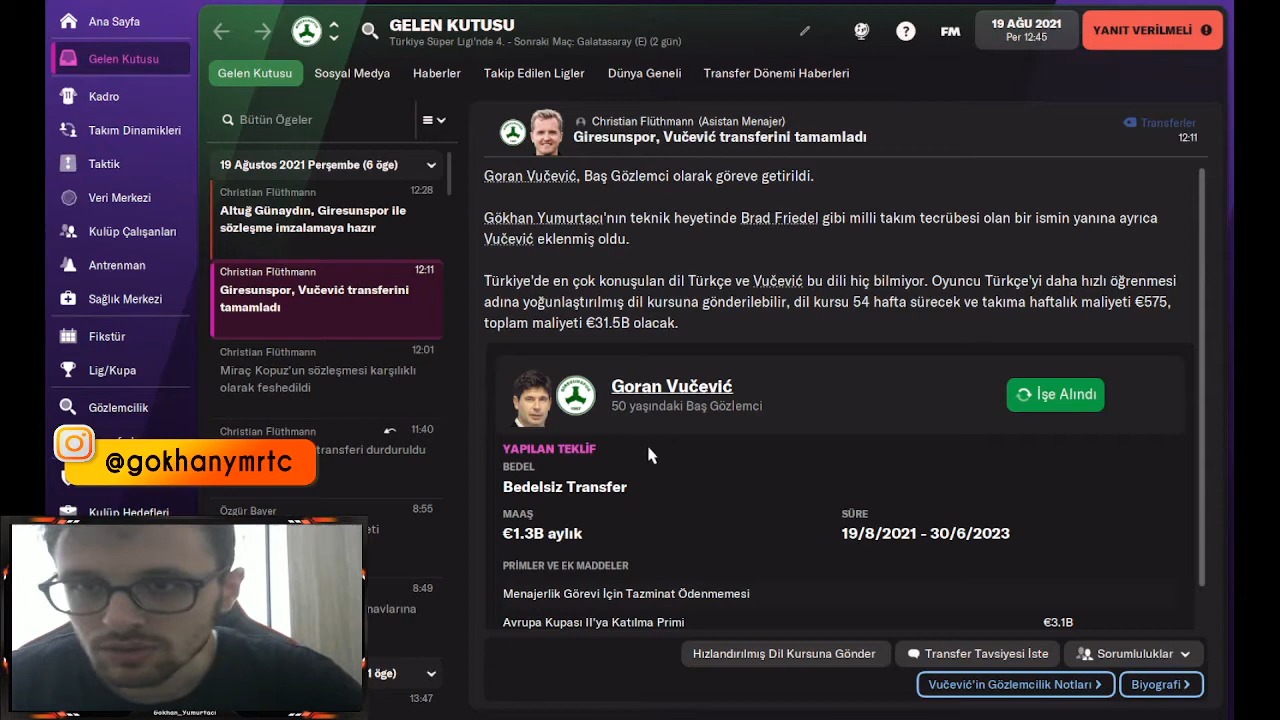 Ana Sayfa
Gelen Kutusu
Kadro
Takım Dinamikleri
Taktik
Veri Merkezi
Kulüp Çalışanları
Antrenman
Sağlık Merkezi
Fikstür
Lig/Kupa
Gözlemcilik
Kulüp Hedefleri
@gokhanymrtc
Gokhan_Yumurtaci
GELEN KUTUSU
Türkiye Süper Ligi'nde 4. - Sonraki Maç: Galatasaray (E) (2 gün)
FM
19 AĞU 2021
Per 12:45
YANIT VERİLMELİ
Gelen Kutusu
Sosyal Medya
Haberler
Takip Edilen Ligler
Dünya Geneli
Transfer Dönemi Haberleri
Bütün Ögeler
19 Ağustos 2021 Perşembe (6 öge)
Christian Flüthmann 12:28
Altuğ Günaydın, Giresunspor ile
sözleşme imzalamaya hazır
Christian Flüthmann 12:11
Giresunspor, Vučević transferini
tamamladı
Christian Flüthmann 12:01
Miraç Kopuz'un sözleşmesi karşılıklı
olarak feshedildi
Christian Flüthmann 11:40
transferi durduruldu
Özgür Bayer 8:55
8:49
1 öge)
13:47
Christian Flüthmann (Asistan Menajer)
Giresunspor, Vučević transferini tamamladı
Transferler
12:11
Goran Vučević, Baş Gözlemci olarak göreve getirildi.
Gökhan Yumurtacı'nın teknik heyetinde Brad Friedel gibi milli takım tecrübesi olan bir ismin yanına ayrıca
Vučević eklenmiş oldu.
Türkiye'de en çok konuşulan dil Türkçe ve Vučević bu dili hiç bilmiyor. Oyuncu Türkçe'yi daha hızlı öğrenmesi
adına yoğunlaştırılmış dil kursuna gönderilebilir, dil kursu 54 hafta sürecek ve takıma haftalık maliyeti €575,
toplam maliyeti €31.5B olacak.
Goran Vučević
50 yaşındaki Baş Gözlemci
İşe Alındı
YAPILAN TEKLİF
BEDEL
Bedelsiz Transfer
MAAŞ
€1.3B aylık
SÜRE
19/8/2021 - 30/6/2023
PRİMLER VE EK MADDELER
Menajerlik Görevi İçin Tazminat Ödenmemesi
Avrupa Kupası II'ya Katılma Primi €3.1B
Hızlandırılmış Dil Kursuna Gönder
Transfer Tavsiyesi İste
Sorumluluklar
Vučević'in Gözlemcilik Notları
Biyografi